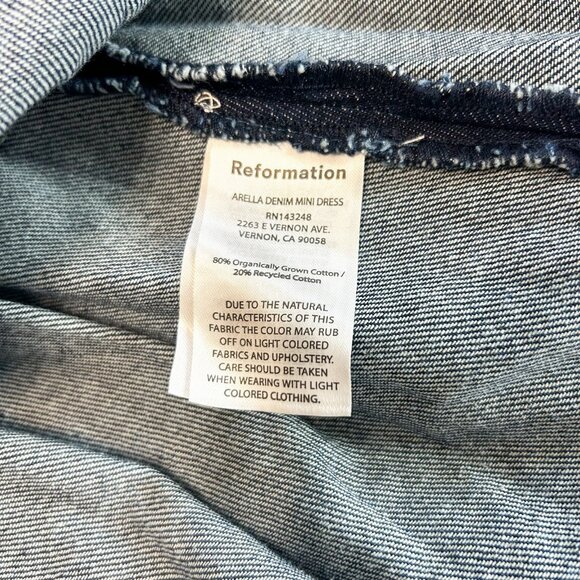 Reformation
ARELLA DENIM MINI DRESS
RN143248
2263 E VERNON AVE.
VERNON, CA 90058
80% Organically Grown Cotton /
20% Recycled Cotton
DUE TO THE NATURAL
CHARACTERISTICS OF THIS
FABRIC THE COLOR MAY RUB
OFF ON LIGHT COLORED
FABRICS AND UPHOLSTERY.
CARE SHOULD BE TAKEN
WHEN WEARING WITH LIGHT
COLORED CLOTHING.